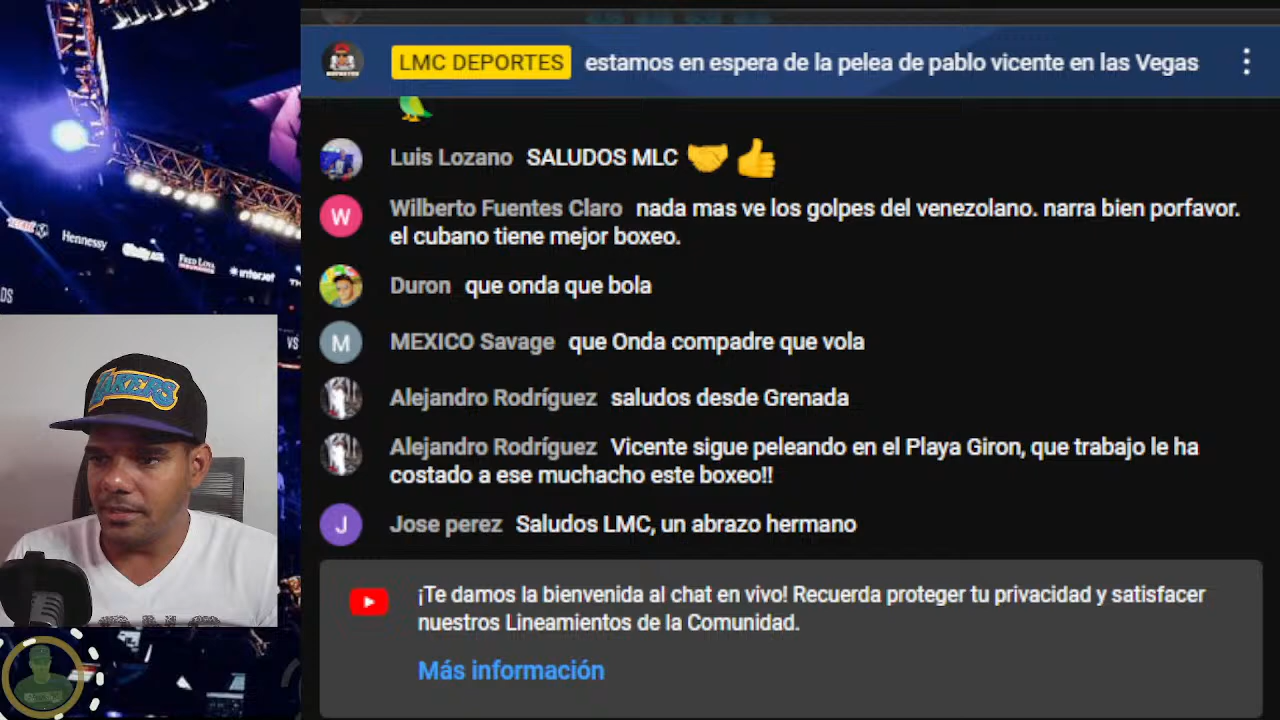 LMC DEPORTES estamos en espera de la pelea de pablo vicente en las Vegas
Luis Lozano SALUDOS MLC 🤝 👍
W Wilberto Fuentes Claro nada mas ve los golpes del venezolano. narra bien porfavor.
el cubano tiene mejor boxeo.
Duron que onda que bola
M MEXICO Savage que Onda compadre que vola
Alejandro Rodríguez saludos desde Grenada
Alejandro Rodríguez Vicente sigue peleando en el Playa Giron, que trabajo le ha
costado a ese muchacho este boxeo!!
J Jose perez Saludos LMC, un abrazo hermano
¡Te damos la bienvenida al chat en vivo! Recuerda proteger tu privacidad y satisfacer
nuestros Lineamientos de la Comunidad.
Más información
Hennessy
FRED LOYA
interjet
VS
LAKERS